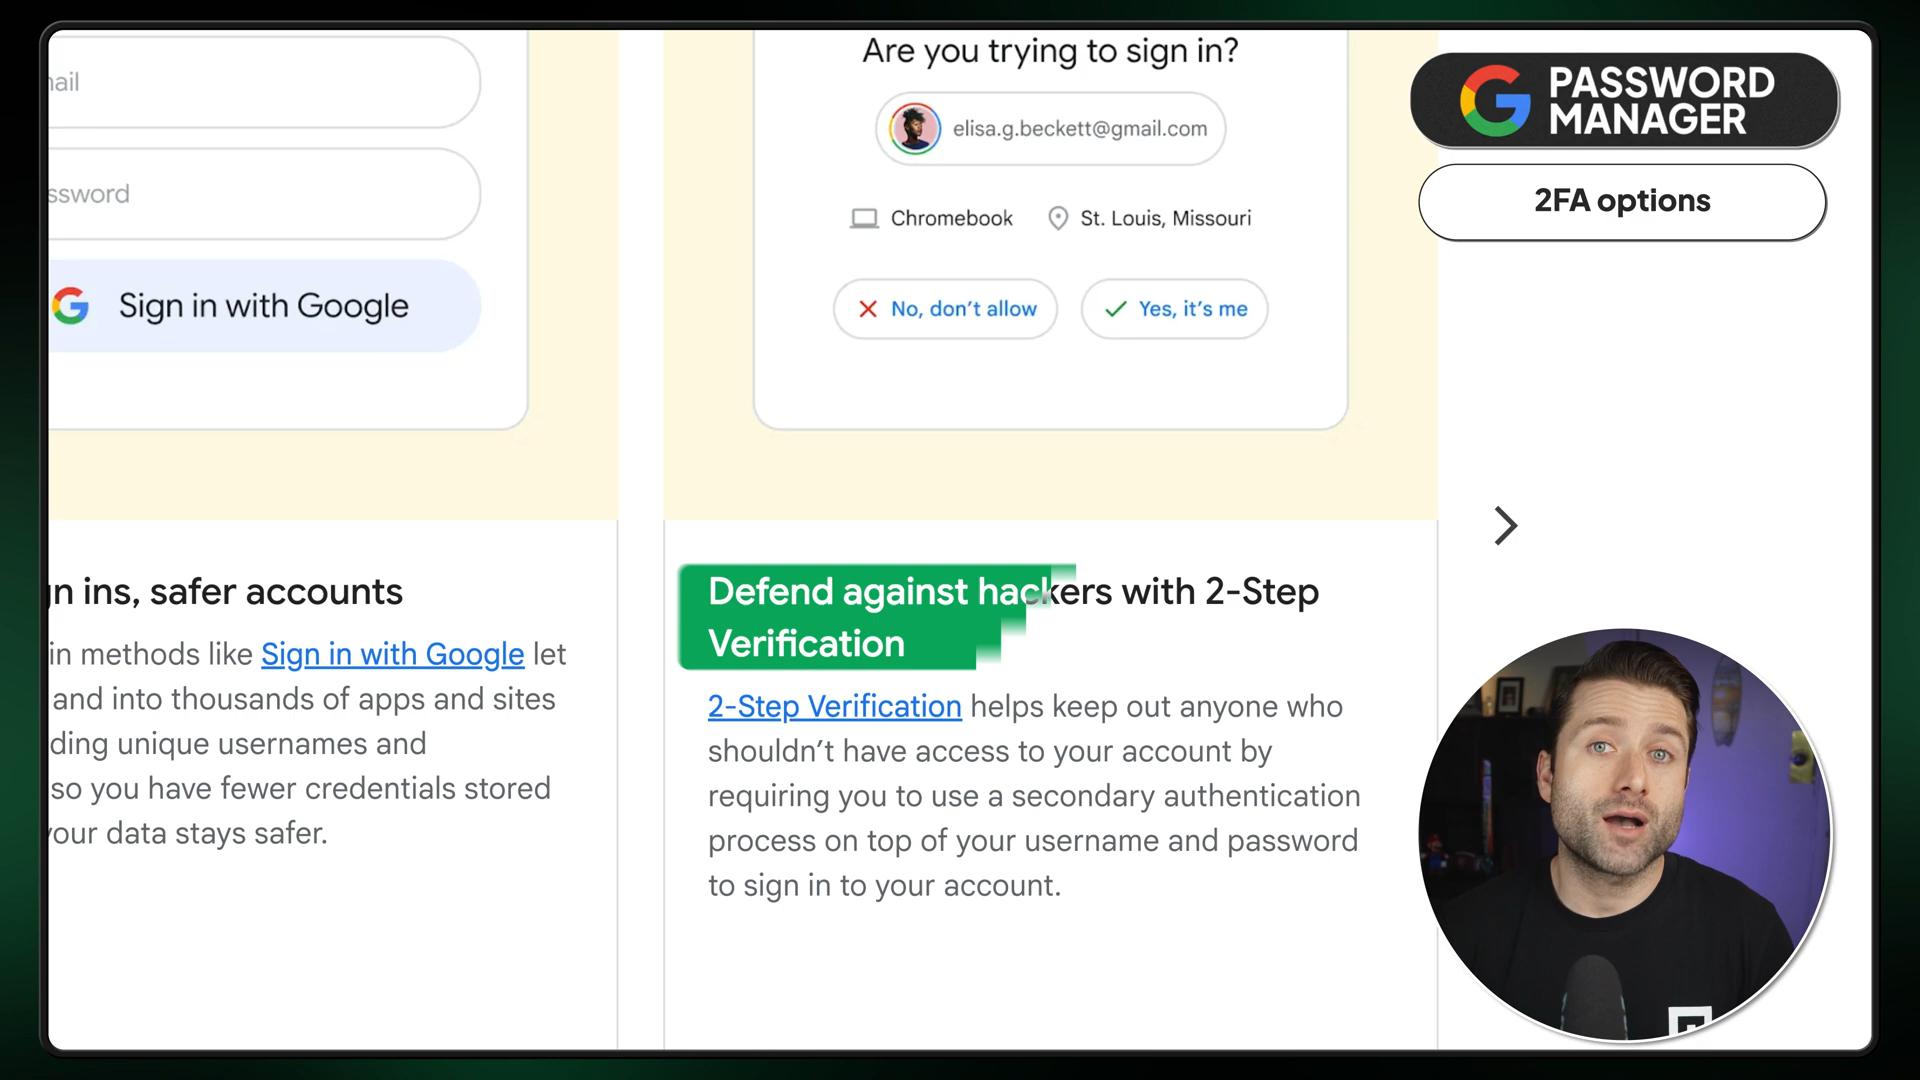 ail
ssword
Sign in with Google
n ins, safer accounts
in methods like Sign in with Google let
and into thousands of apps and sites
ding unique usernames and
so you have fewer credentials stored
your data stays safer.
Are you trying to sign in?
elisa.g.beckett@gmail.com
Chromebook St. Louis, Missouri
No, don’t allow Yes, it’s me
Defend against hackers with 2-Step
Verification
2-Step Verification helps keep out anyone who
shouldn’t have access to your account by
requiring you to use a secondary authentication
process on top of your username and password
to sign in to your account.
PASSWORD
MANAGER
2FA options